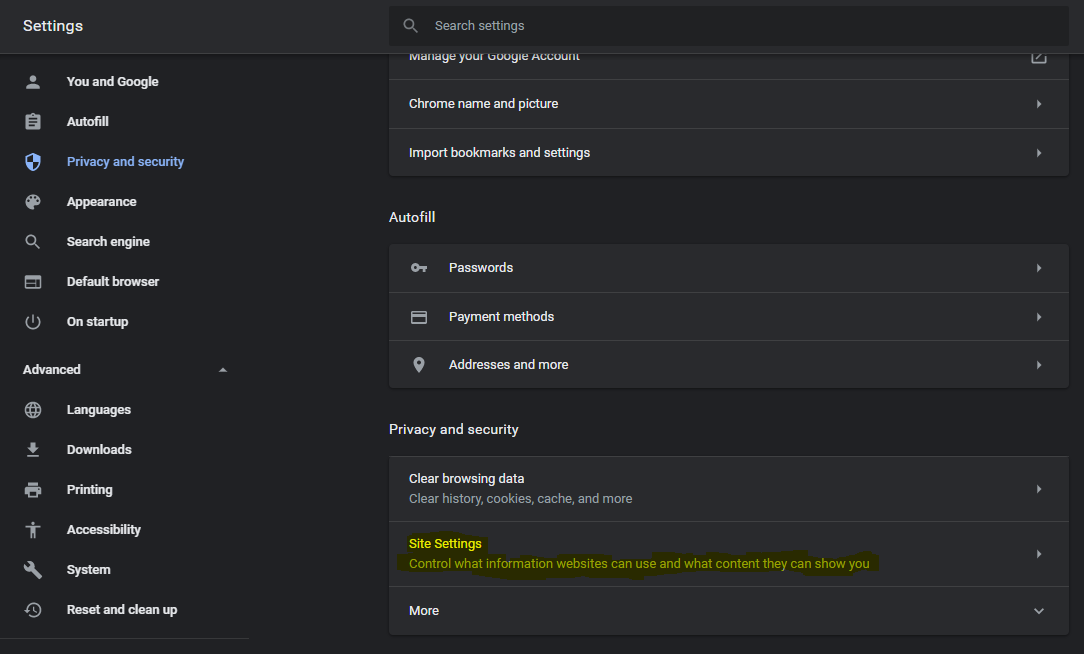 Settings
Search settings
You and Google
Autofill
Privacy and security
Appearance
Search engine
Default browser
On startup
Advanced
Languages
Downloads
Printing
Accessibility
System
Reset and clean up
Manage your Google Account
Chrome name and picture
Import bookmarks and settings
Autofill
Passwords
Payment methods
Addresses and more
Privacy and security
Clear browsing data
Clear history, cookies, cache, and more
Site Settings
Control what information websites can use and what content they can show you
More